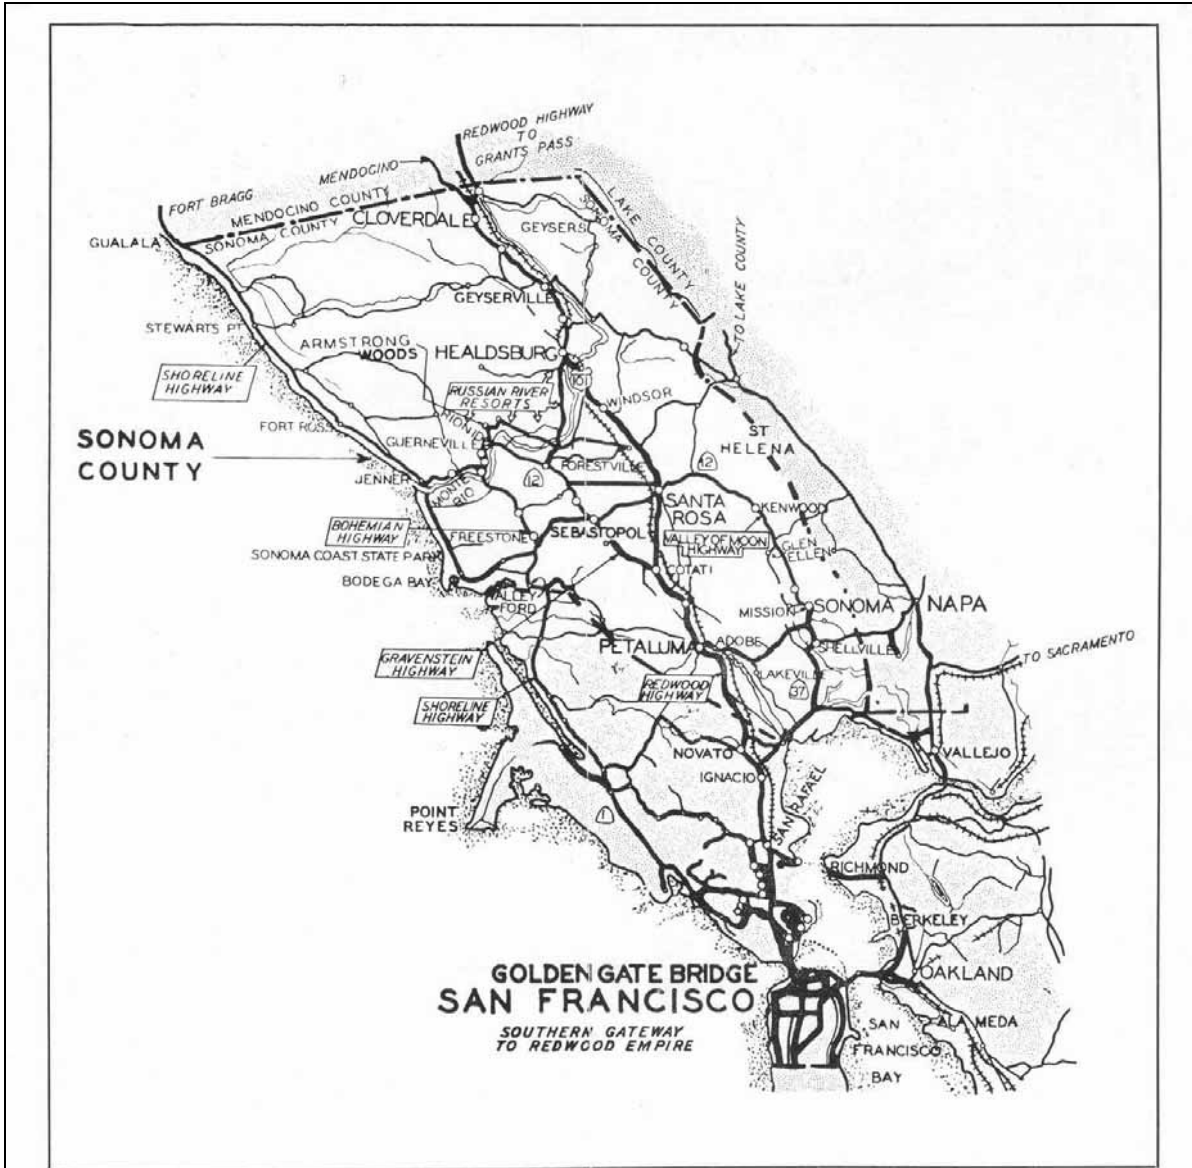 REDWOOD HIGHWAY
TO
GRANTS PASS
MENDOCINO
FORT BRAGG
MENDOCINO COUNTY
SONOMA COUNTY
LAKE COUNTY
SONOMA COUNTY
TO LAKE COUNTY
CLOVERDALE
GEYSERS
GUALALA
GEYSERVILLE
STEWARTS PT
ARMSTRONG
WOODS
HEALDSBURG
SHORELINE
HIGHWAY
RUSSIAN RIVER
RESORTS
101
WINDSOR
FORT ROSS
RIONIDO
GUERNEVILLE
ST
HELENA
SONOMA
COUNTY
FORESTVILLE
12
12
JENNER
MONTE
RIO
SANTA
ROSA
KENWOOD
BOHEMIAN
HIGHWAY
FREESTONE
SEBASTOPOL
VALLEY OF MOON
HIGHWAY
GLEN
ELLEN
SONOMA COAST STATE PARK
COTATI
BODEGA BAY
VALLEY
FORD
MISSION
SONOMA
NAPA
PETALUMA
ADOBE
SHELLVILLE
TO SACRAMENTO
GRAVENSTEIN
HIGHWAY
REDWOOD
HIGHWAY
LAKEVILLE
37
SHORELINE
HIGHWAY
NOVATO
VALLEJO
IGNACIO
SAN RAFAEL
POINT
REYES
1
RICHMOND
BERKELEY
GOLDEN GATE BRIDGE
SAN FRANCISCO
OAKLAND
SOUTHERN GATEWAY
TO REDWOOD EMPIRE
SAN
FRANCISCO
BAY
ALAMEDA